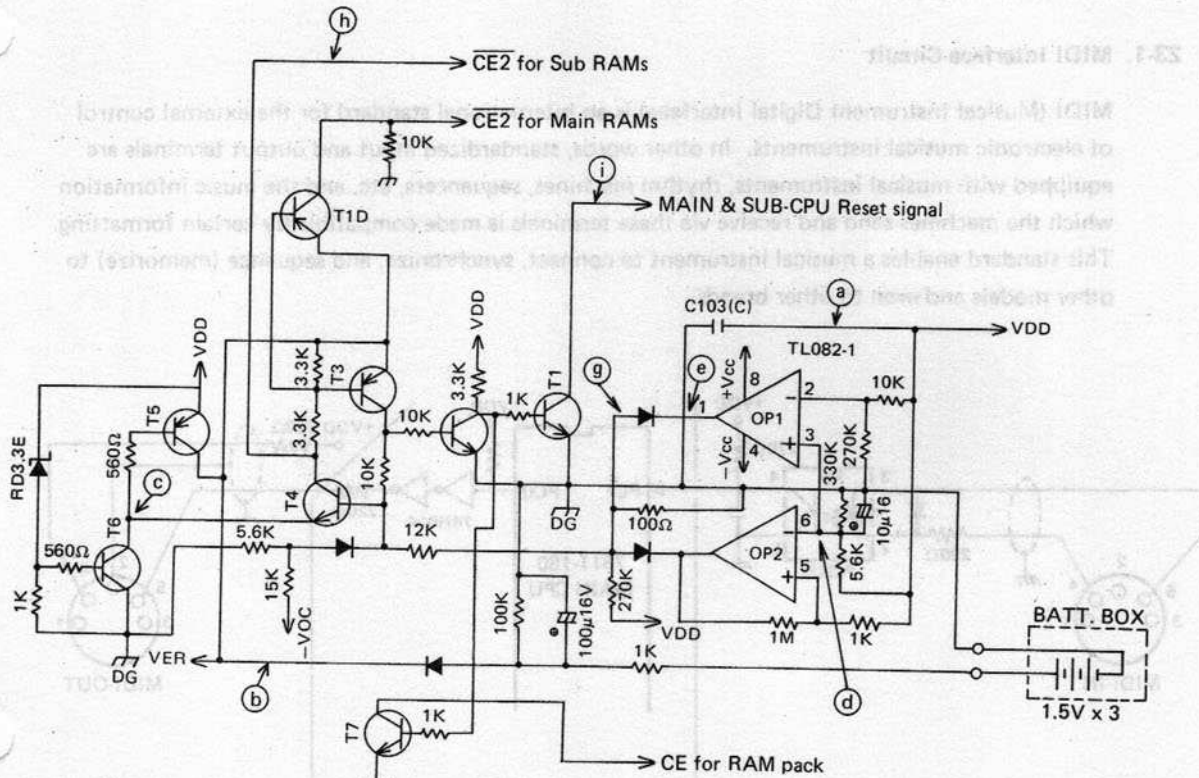 h
CE2 for Sub RAMs
23-1. MIDI Interface Circuit
CE2 for Main RAMs
10K
MIDI (Musical Instrument Digital Interface) is an international standard for the external control
of electronic musical instruments. In other words, standardized input and output terminals are
i
T1D
MAIN & SUB-CPU Reset signal
equipped with musical instruments, rhythm machines, sequencers, etc. and the music information
which the machines send and receive via these terminals is made compatible by certain formatting
This standard enables a musical instrument to connect, synchronize, and sequence (memorize) to
other models and even to other brands.
C103(C)
a
VDD
VDD
VDD
3.3K
T3
3.3K
T1
TL082-1
g
e
+Vcc
8
1
2
10K
OP1
3
-Vcc
4
330K
270K
T5
RD3,3E
560Ω
3.3K
10K
1K
c
T4
10K
T6
560Ω
5.6K
12K
DG
100Ω
6
OP2
5
10μ16
5.6K
1K
15K
-VOC
100K
100μ16V
270K
VDD
1M
1K
d
BATT. BOX
VER
DG
b
1K
1.5V x 3
MIDI OUT
T7
1K
CE for RAM pack